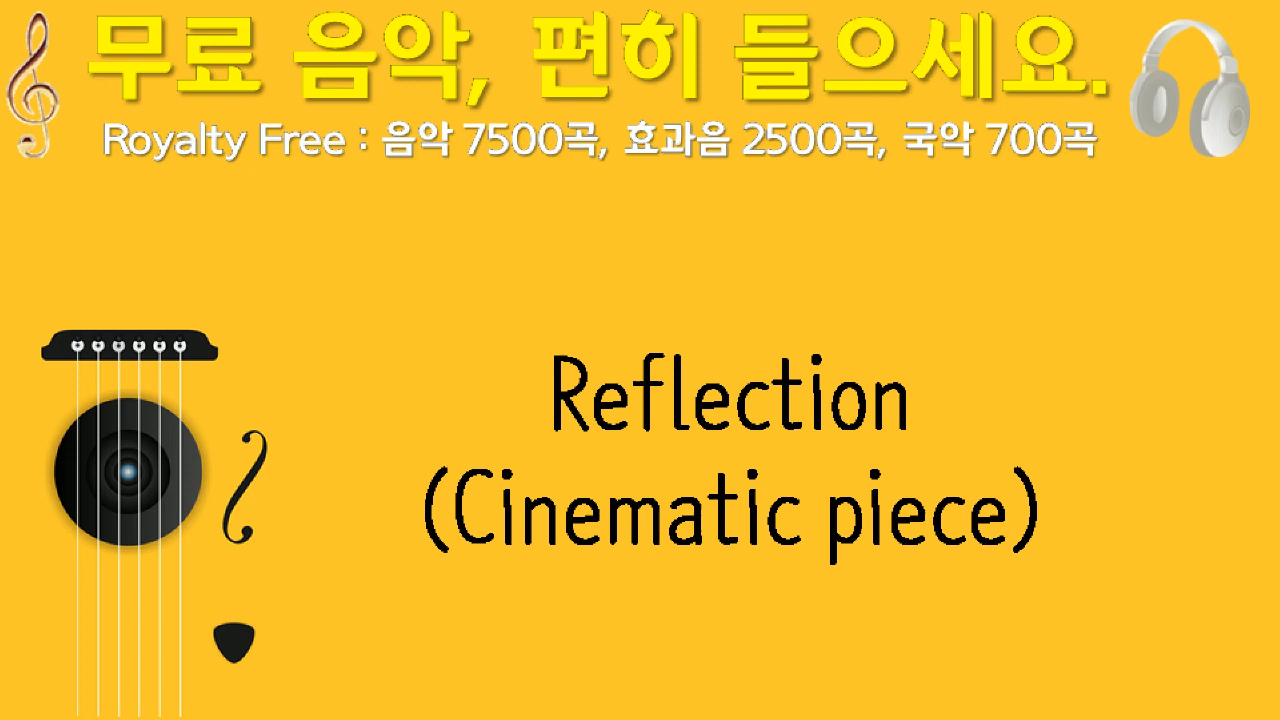 무료 음악, 편히 들으세요.
Royalty Free : 음악 7500곡, 효과음 2500곡, 국악 700곡
Reflection
(Cinematic piece)